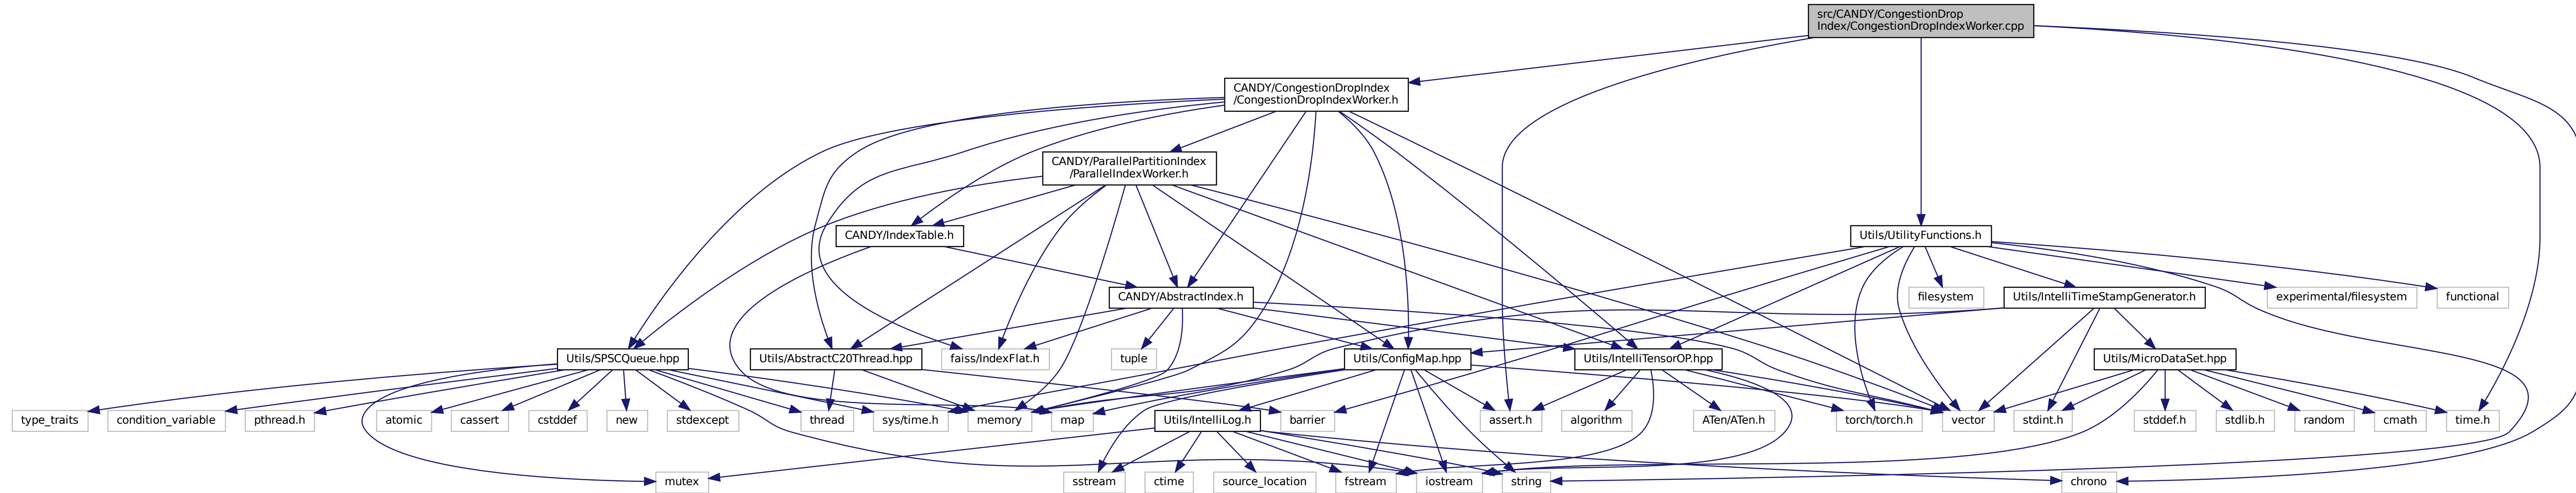 src/CANDY/CongestionDrop
Index/CongestionDropIndexWorker.cpp
CANDY/CongestionDropIndex
/CongestionDropIndexWorker.h
CANDY/ParallelPartitionIndex
/ParallelIndexWorker.h
CANDY/IndexTable.h
Utils/UtilityFunctions.h
CANDY/AbstractIndex.h
filesystem
Utils/IntelliTimeStampGenerator.h
experimental/filesystem
functional
Utils/SPSCQueue.hpp
Utils/AbstractC20Thread.hpp
faiss/IndexFlat.h
tuple
Utils/ConfigMap.hpp
Utils/IntelliTensorOP.hpp
Utils/MicroDataSet.hpp
type_traits
condition_variable
pthread.h
atomic
cassert
cstddef
new
stdexcept
thread
sys/time.h
memory
map
Utils/IntelliLog.h
barrier
assert.h
algorithm
ATen/ATen.h
torch/torch.h
vector
stdint.h
stddef.h
stdlib.h
random
cmath
time.h
mutex
sstream
ctime
source_location
fstream
iostream
string
chrono